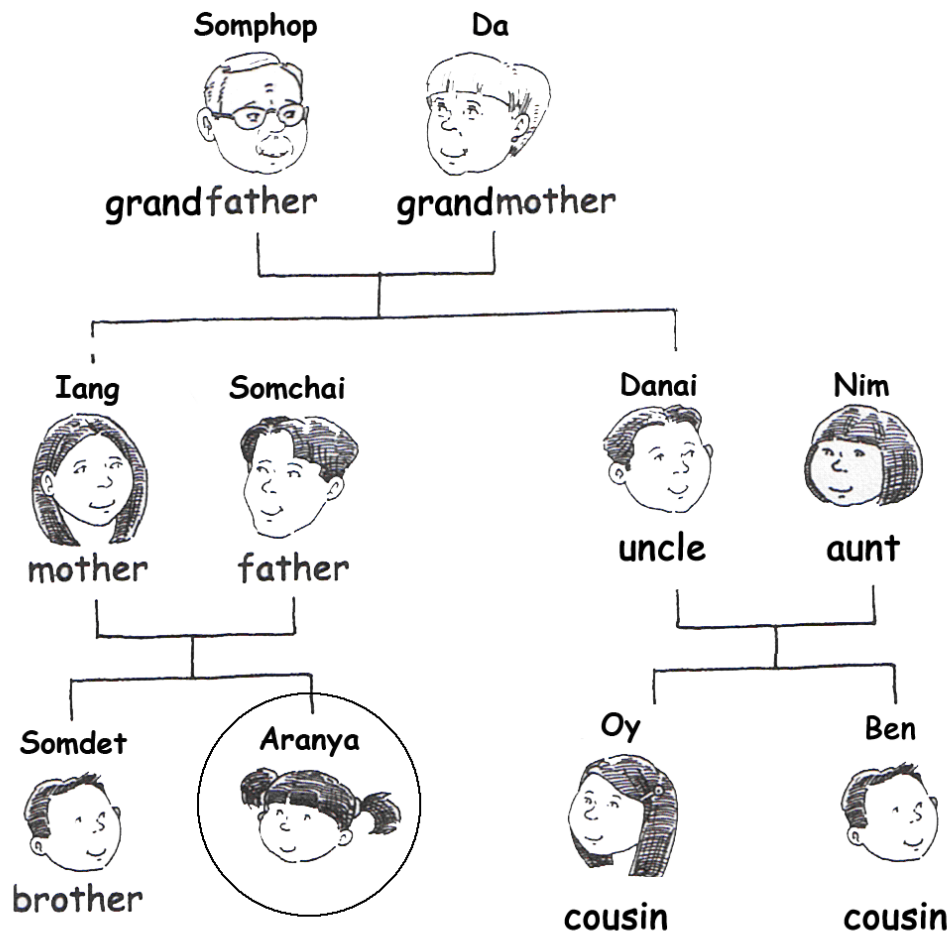 Somphop Da
grandfather grandmother
Iang Somchai Danai Nim
mother father uncle aunt
Somdet Aranya Oy Ben
brother cousin cousin